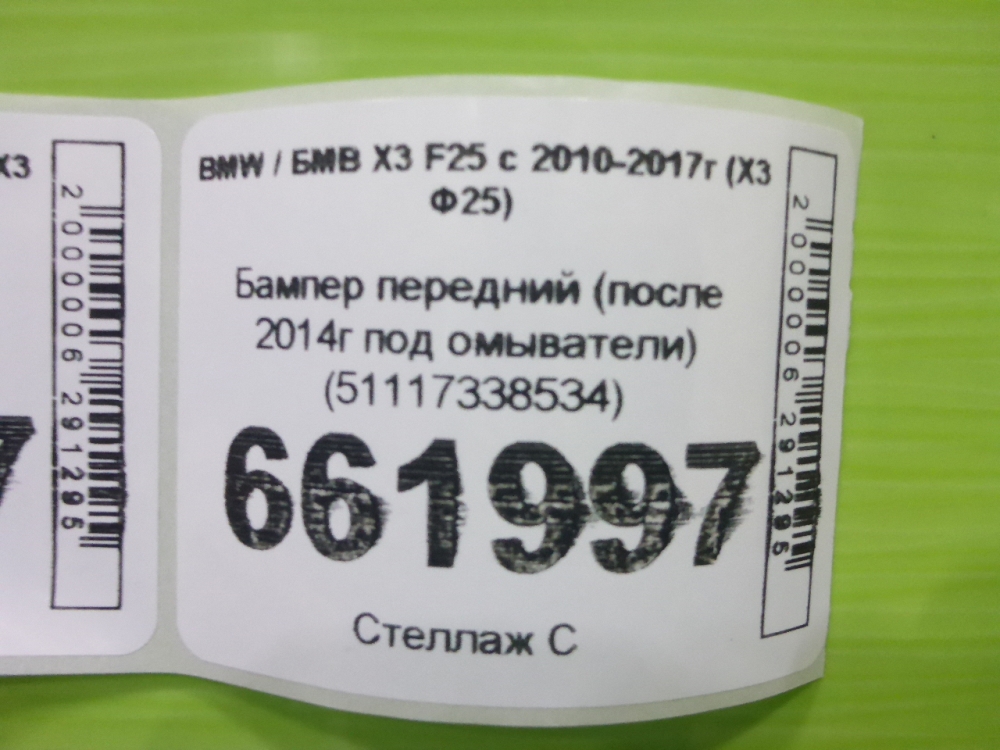 X3
2000006291295
7
BMW / БМВ X3 F25 с 2010-2017г (X3
Ф25)
Бампер передний (после
2014г под омыватели)
(51117338534)
661997
Стеллаж С
2000006291295